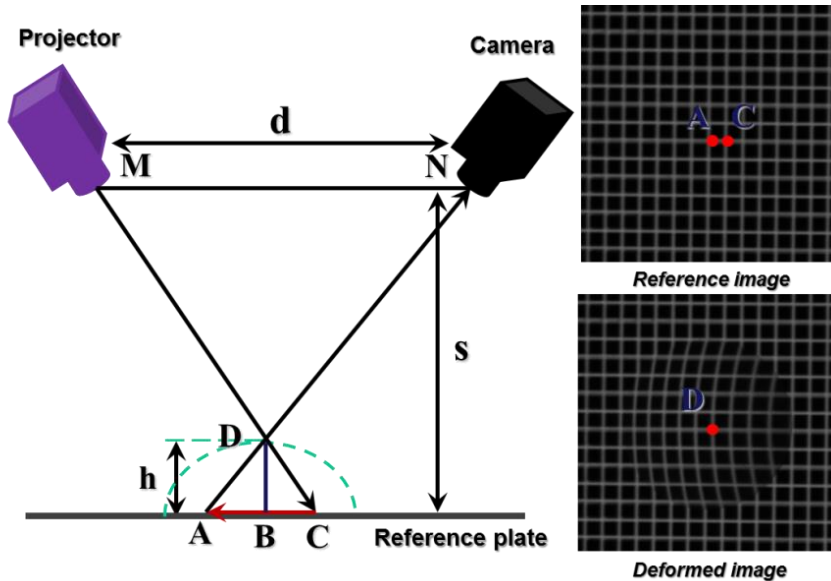 Projector
Camera
d
M
N
s
D
h
A
B
C
Reference plate
A C
Reference image
D
Deformed image